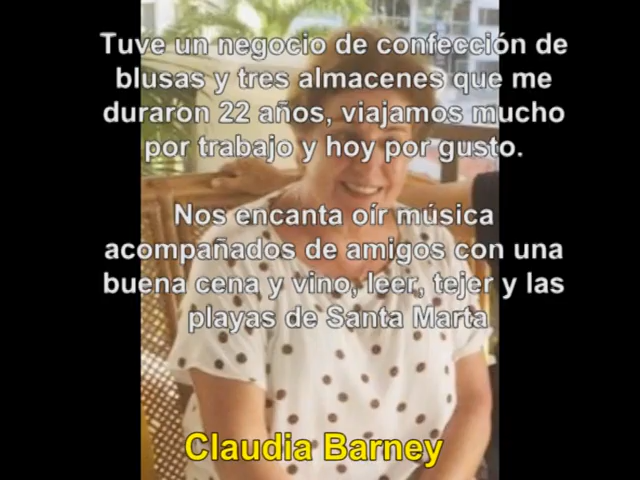 Tuve un negocio de confección de
blusas y tres almacenes que me
duraron 22 años, viajamos mucho
por trabajo y hoy por gusto.
Nos encanta oír música
acompañados de amigos con una
buena cena y vino, leer, tejer y las
playas de Santa Marta
Claudia Barney